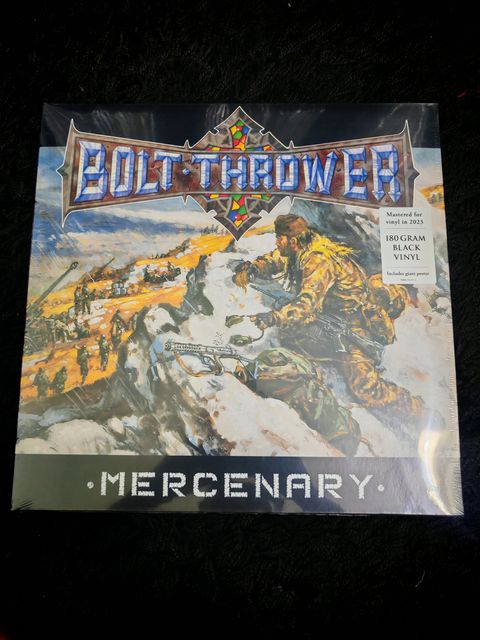 BOLT·THROWER
Mastered for
vinyl in 2023
180 GRAM
BLACK
VINYL
Includes giant poster
·MERCENARY·